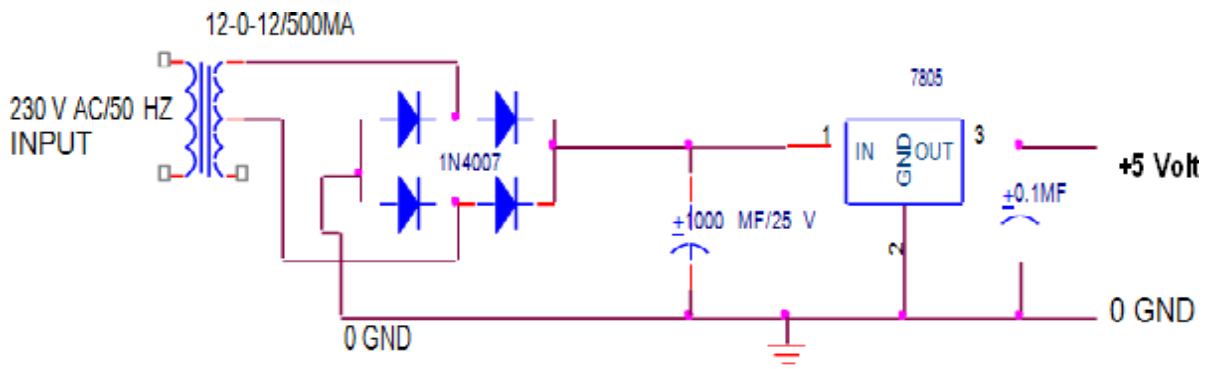 12-0-12/500MA
230 V AC/50 HZ
INPUT
1N4007
7805
1
IN
GND
OUT
3
2
+5 Volt
±1000 MF/25 V
±0.1MF
0 GND
0 GND